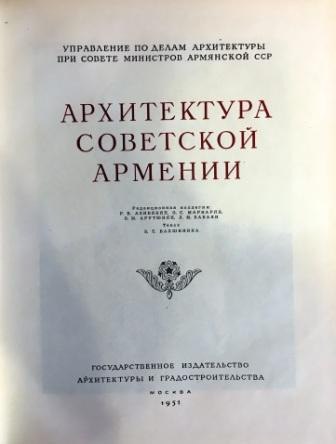 УПРАВЛЕНИЕ ПО ДЕЛАМ АРХИТЕКТУРЫ
ПРИ СОВЕТЕ МИНИСТРОВ АРМЯНСКОЙ ССР
АРХИТЕКТУРА
СОВЕТСКОЙ
АРМЕНИИ
Редакционная коллегия:
Текст
ГОСУДАРСТВЕННОЕ ИЗДАТЕЛЬСТВО
АРХИТЕКТУРЫ И ГРАДОСТРОИТЕЛЬСТВА
МОСКВА
1951